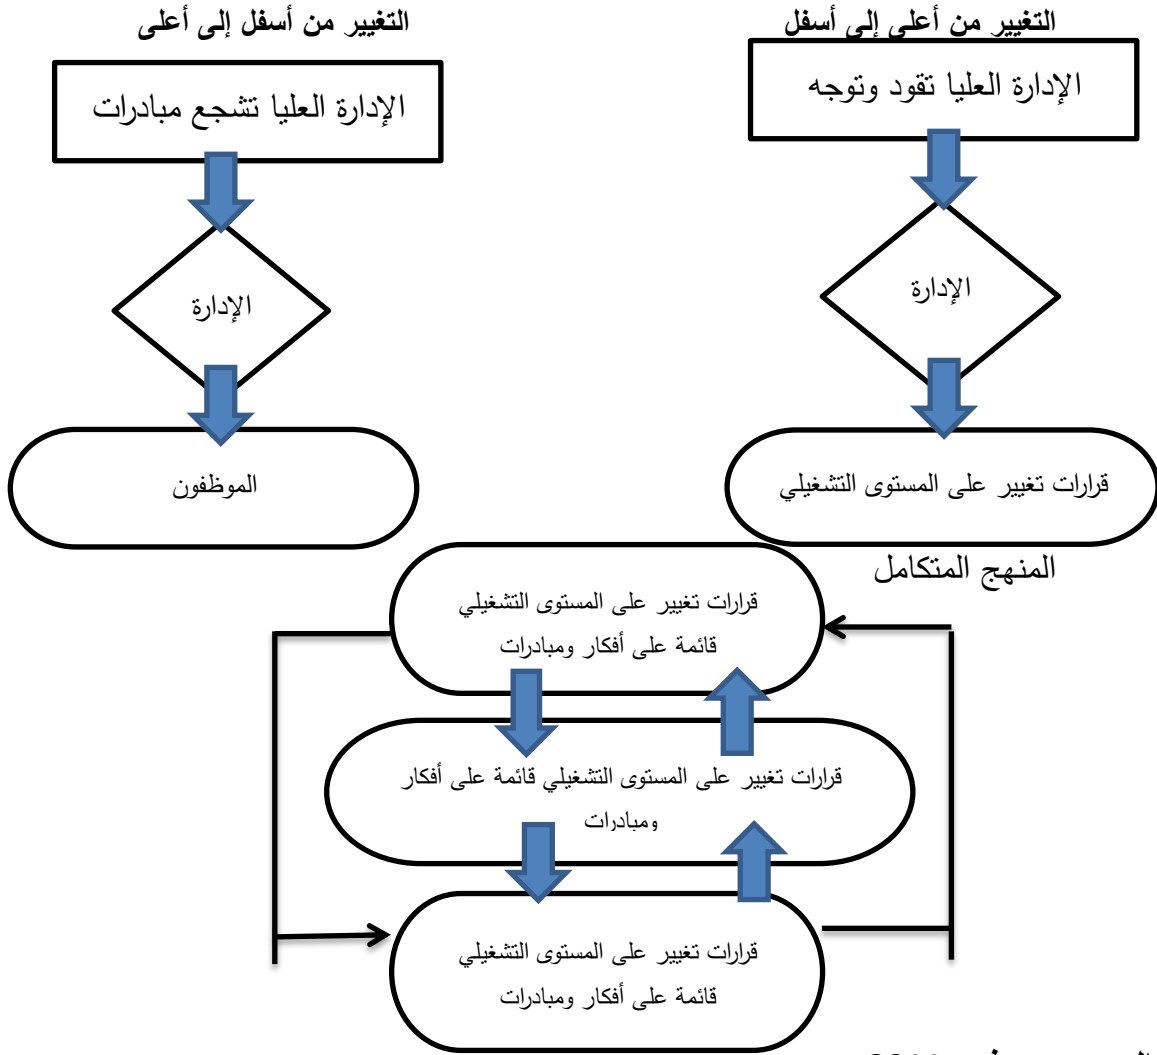 التغيير من أعلى إلى أسفل
الإدارة العليا تقود وتوجه
الإدارة
قرارات تغيير على المستوى التشغيلي
التغيير من أسفل إلى أعلى
الإدارة العليا تشجع مبادرات
الإدارة
الموظفون
المنهج المتكامل
قرارات تغيير على المستوى التشغيلي
قائمة على أفكار ومبادرات
قرارات تغيير على المستوى التشغيلي قائمة على أفكار
ومبادرات
قرارات تغيير على المستوى التشغيلي
قائمة على أفكار ومبادرات